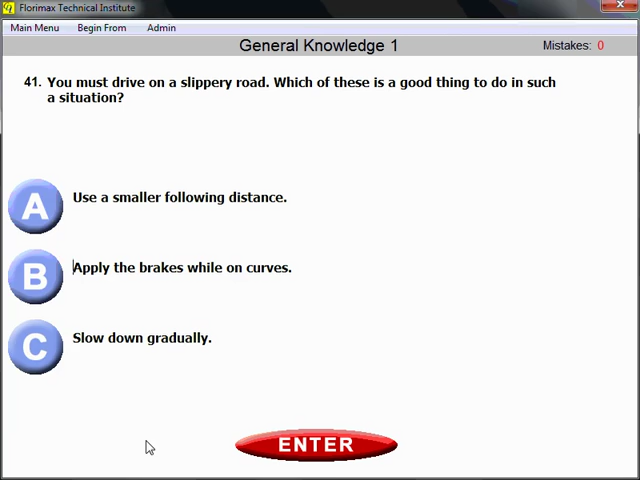 Florimax Technical Institute
Main Menu Begin From Admin
General Knowledge 1 Mistakes: 0
41. You must drive on a slippery road. Which of these is a good thing to do in such
a situation?
A Use a smaller following distance.
B Apply the brakes while on curves.
C Slow down gradually.
ENTER